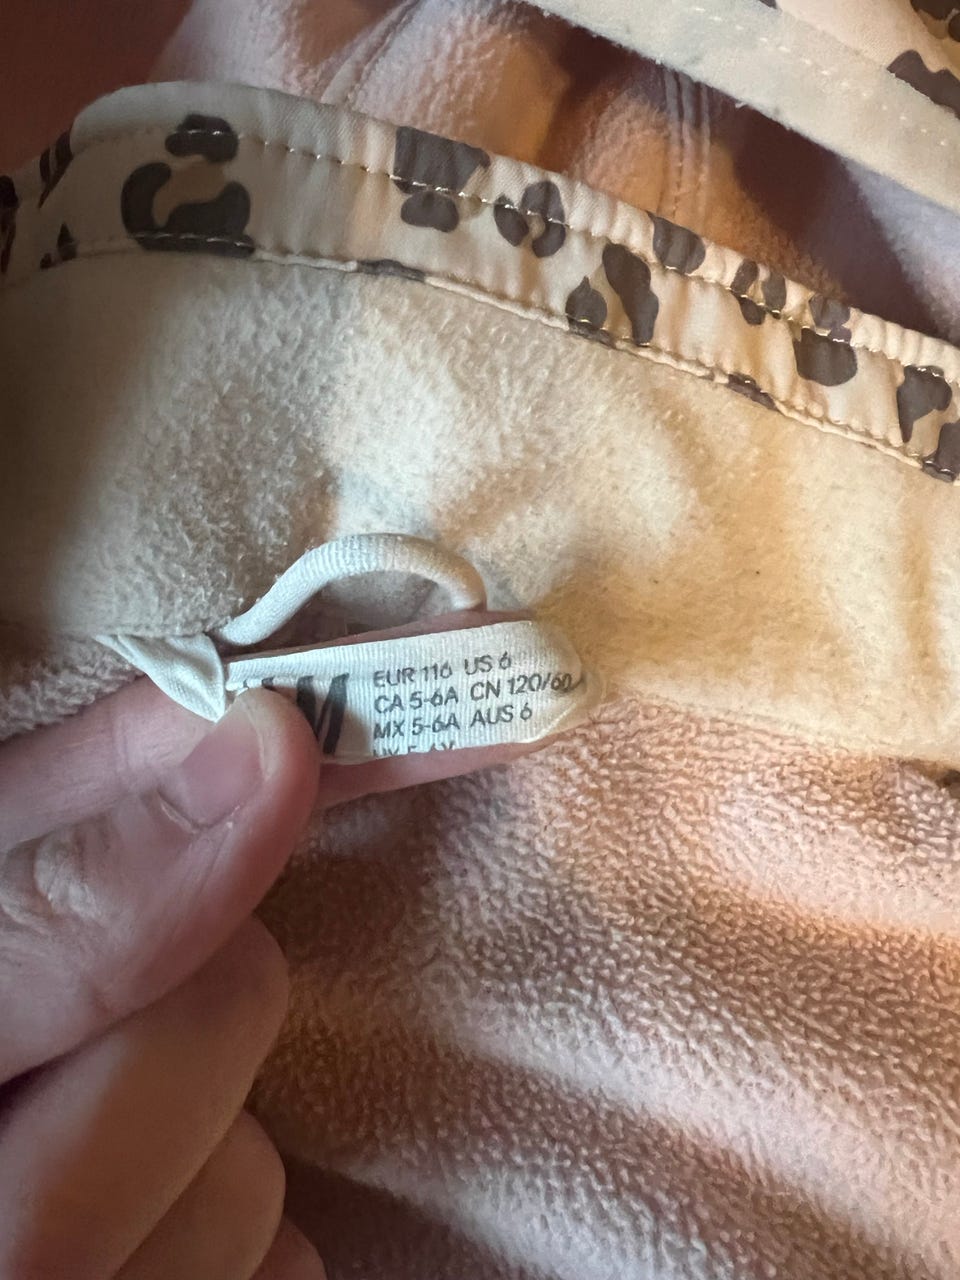 M
EUR 116 US 6
CA 5-6A CN 120/60
MX 5-6A AUS 6